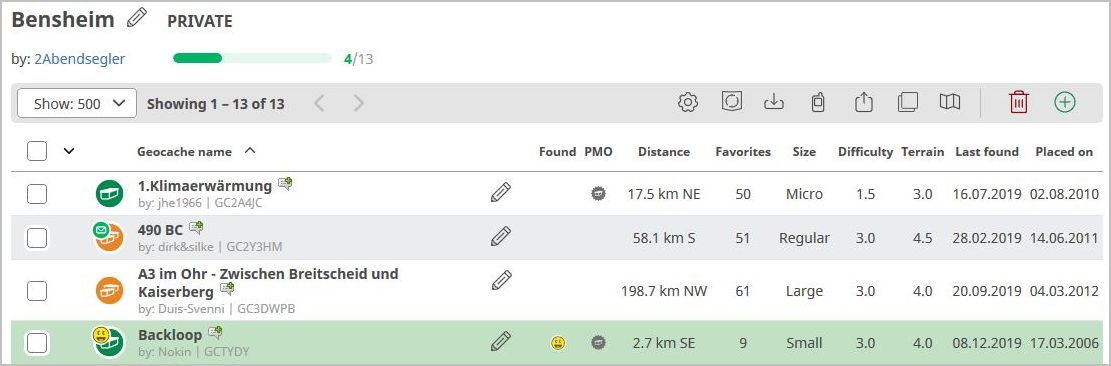 Bensheim PRIVATE
by: 2Abendsegler 4/13
Show: 500 Showing 1 – 13 of 13
Geocache name Found PMO Distance Favorites Size Difficulty Terrain Last found Placed on
1.Klimaerwärmung 17.5 km NE 50 Micro 1.5 3.0 16.07.2019 02.08.2010
by: jhe1966 | GC2A4JC
490 BC 58.1 km S 51 Regular 3.0 4.5 28.02.2019 14.06.2011
by: dirk&silke | GC2Y3HM
A3 im Ohr - Zwischen Breitscheid und
Kaiserberg 198.7 km NW 61 Large 3.0 4.0 20.09.2019 04.03.2012
by: Duis-Svenni | GC3DWPB
Backloop 2.7 km SE 9 Small 3.0 4.0 08.12.2019 17.03.2006
by: Nokin | GCTYDY